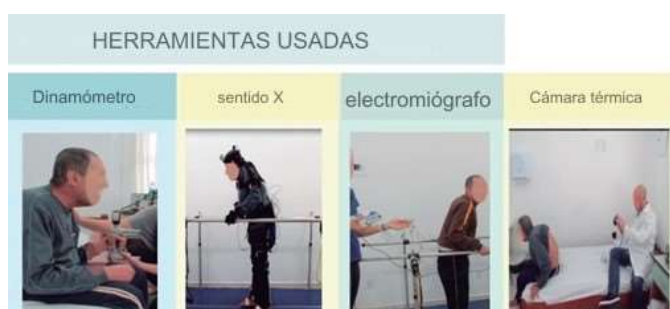 HERRAMIENTAS USADAS
Dinamómetro
sentido X
electromiógrafo
Cámara térmica